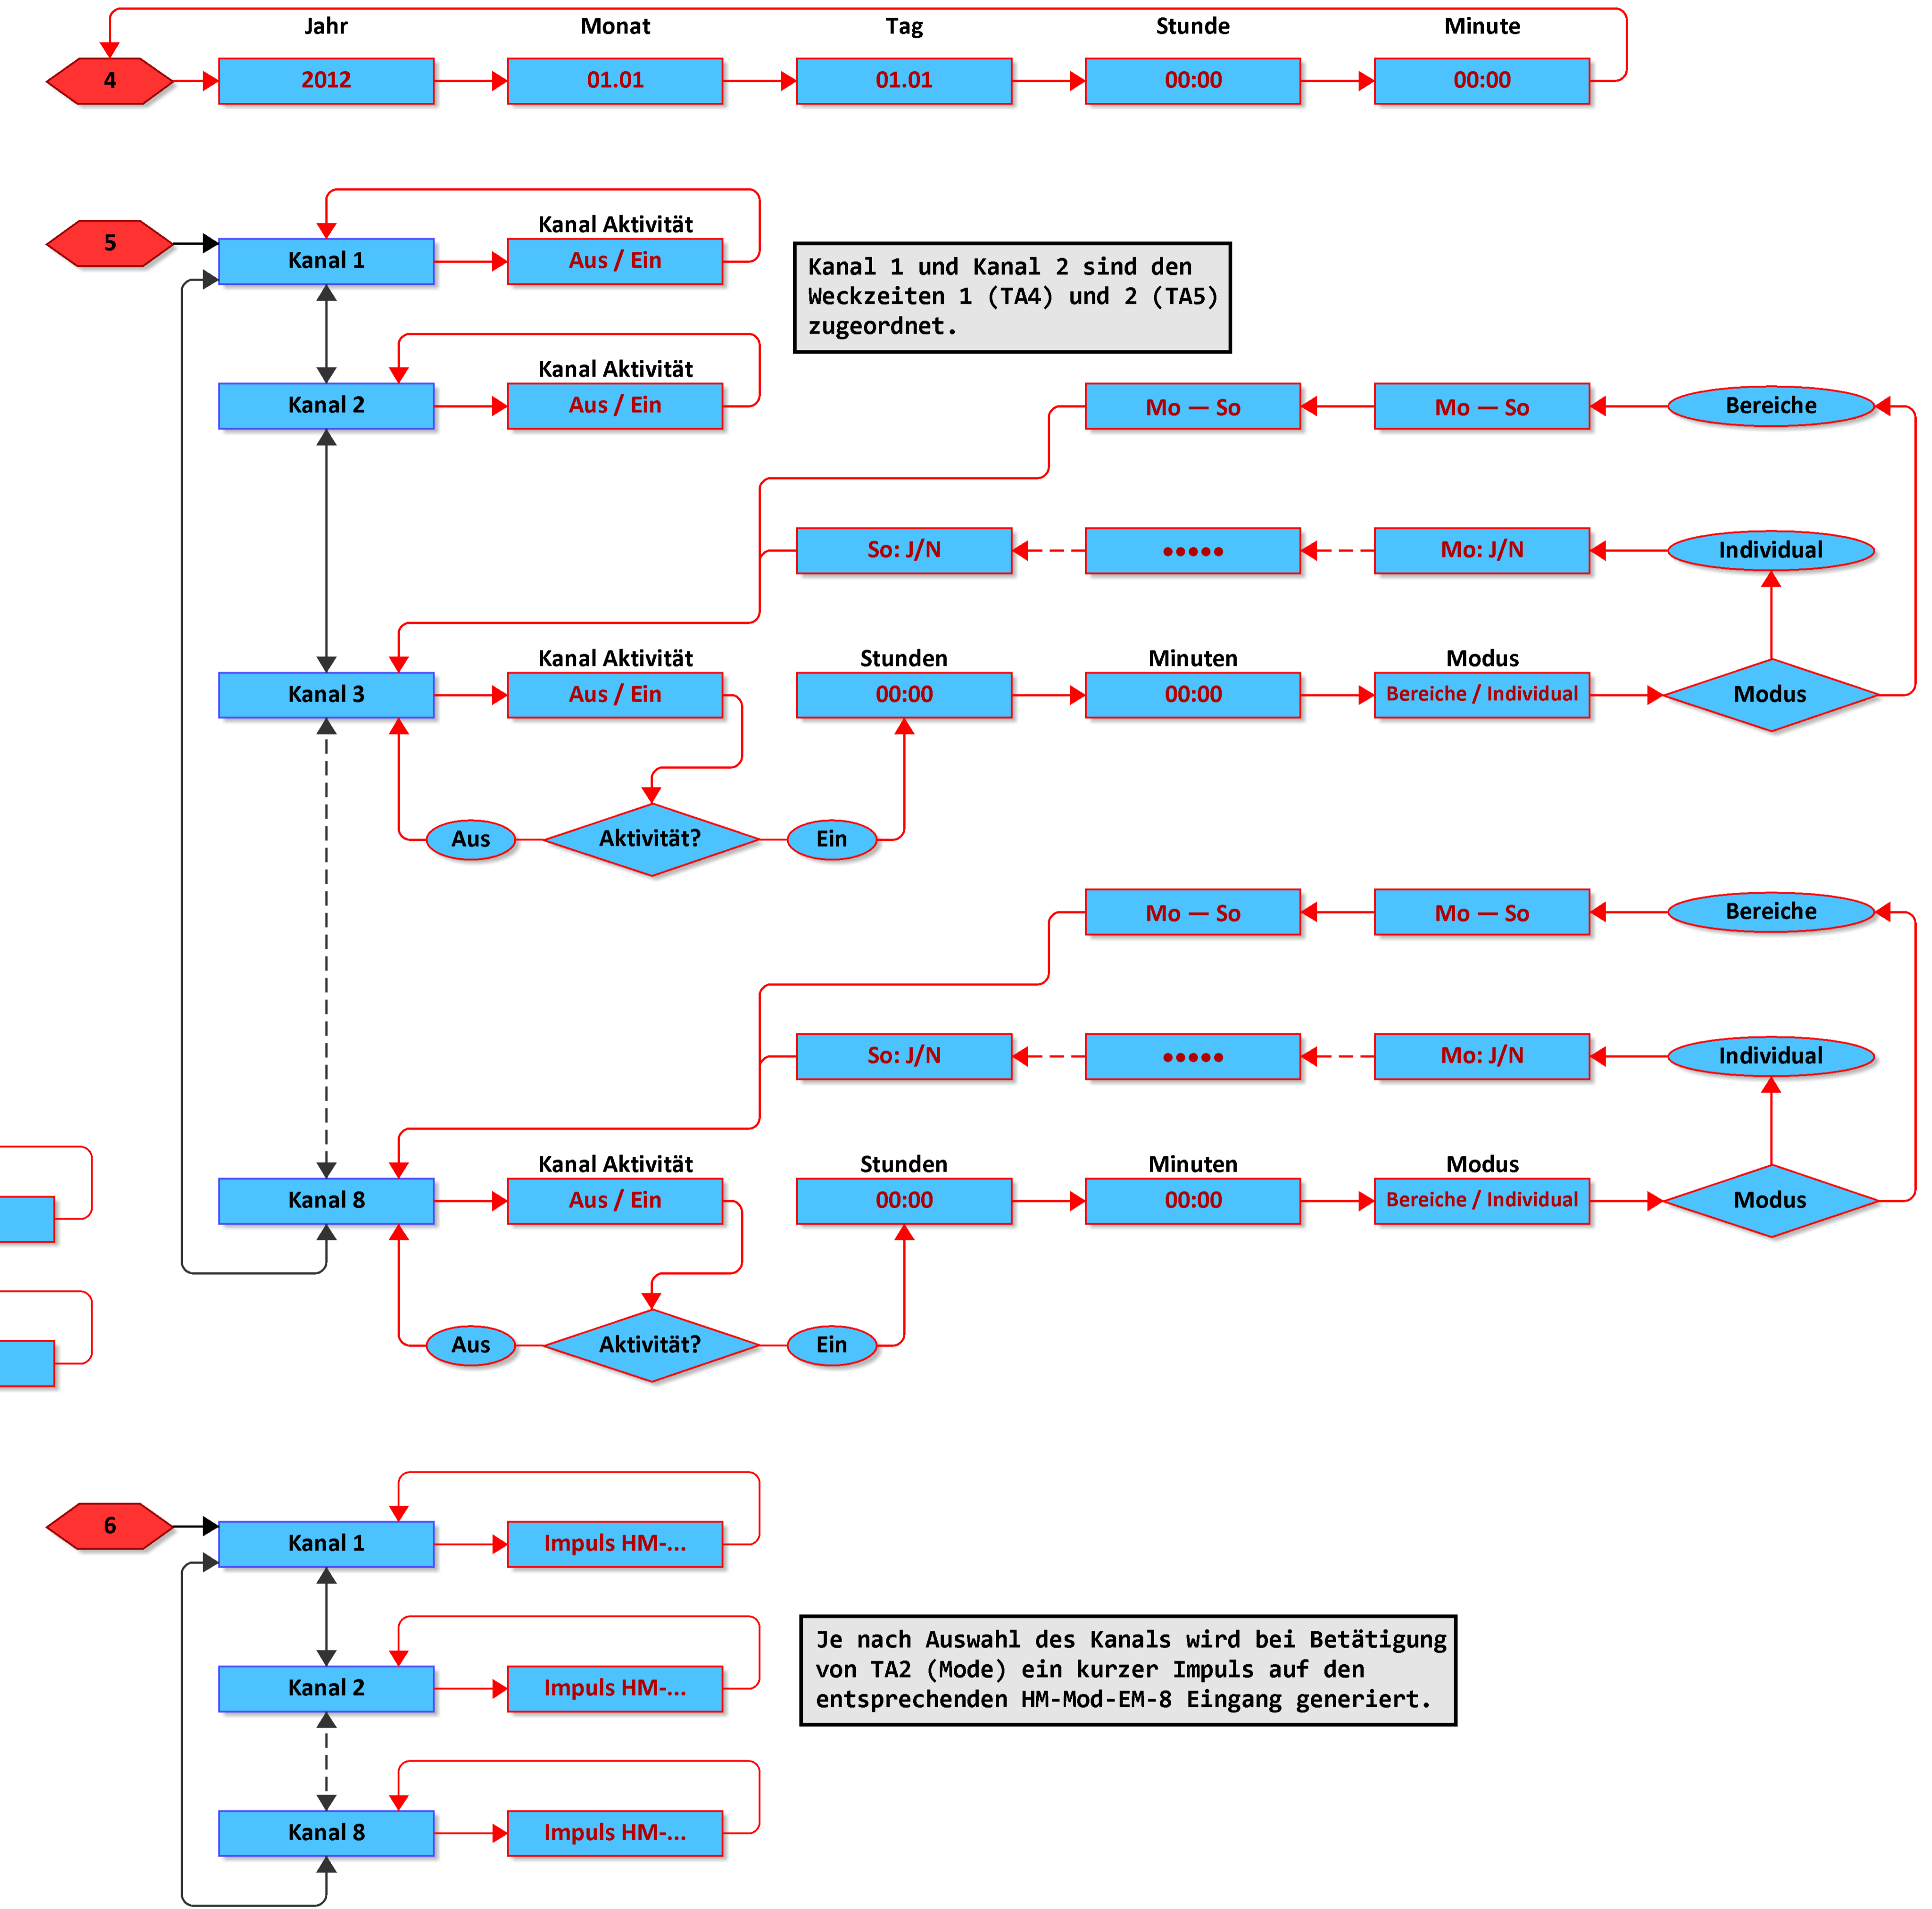 Jahr Monat Tag Stunde Minute
4 2012 01.01 01.01 00:00 00:00
5
Kanal Aktivität
Kanal 1 Aus / Ein
Kanal 1 und Kanal 2 sind den
Weckzeiten 1 (TA4) und 2 (TA5)
zugeordnet.
Kanal Aktivität
Kanal 2 Aus / Ein Mo — So Mo — So Bereiche
So: J/N ••••• Mo: J/N Individual
Kanal Aktivität Stunden Minuten Modus
Kanal 3 Aus / Ein 00:00 00:00 Bereiche / Individual Modus
Aus Aktivität? Ein
Mo — So Mo — So Bereiche
So: J/N ••••• Mo: J/N Individual
Kanal Aktivität Stunden Minuten Modus
Kanal 8 Aus / Ein 00:00 00:00 Bereiche / Individual Modus
Aus Aktivität? Ein
6
Kanal 1 Impuls HM-...
Je nach Auswahl des Kanals wird bei Betätigung
von TA2 (Mode) ein kurzer Impuls auf den
entsprechenden HM-Mod-EM-8 Eingang generiert.
Kanal 2 Impuls HM-...
Kanal 8 Impuls HM-...